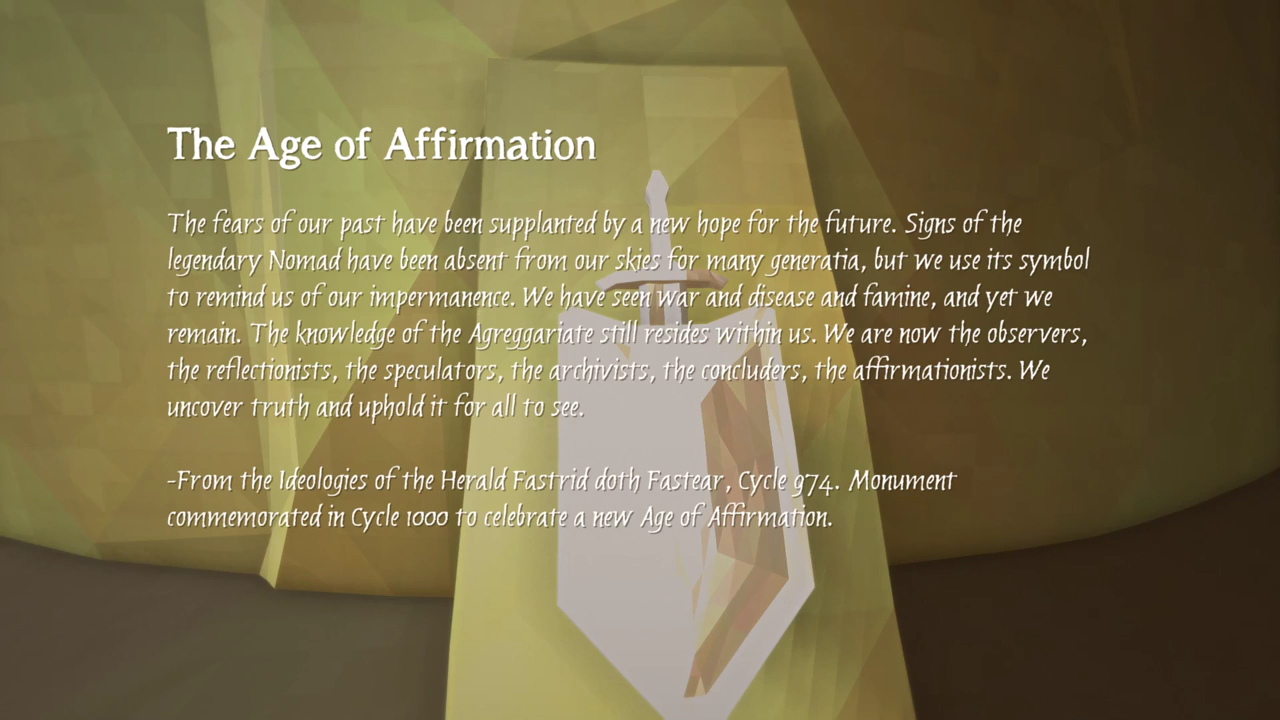 The Age of Affirmation
The fears of our past have been supplanted by a new hope for the future. Signs of the
legendary Nomad have been absent from our skies for many generatia, but we use its symbol
to remind us of our impermanence. We have seen war and disease and famine, and yet we
remain. The knowledge of the Agreggariate still resides within us. We are now the observers,
the reflectionists, the speculators, the archivists, the concluders, the affirmationists. We
uncover truth and uphold it for all to see.
-From the Ideologies of the Herald Fastrid doth Fastear, Cycle 974. Monument
commemorated in Cycle 1000 to celebrate a new Age of Affirmation.